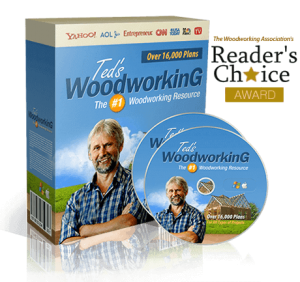 YAHOO! AOL Entrepreneur CNN
Over 16,000 Plans
Ted's
WoodworkinG
The #1 Woodworking Resource
The Woodworking Association's
Reader's
Choice
AWARD
Ted's
WoodworkinG
The #1 Woodworking Resource
Over 16,000 Plans